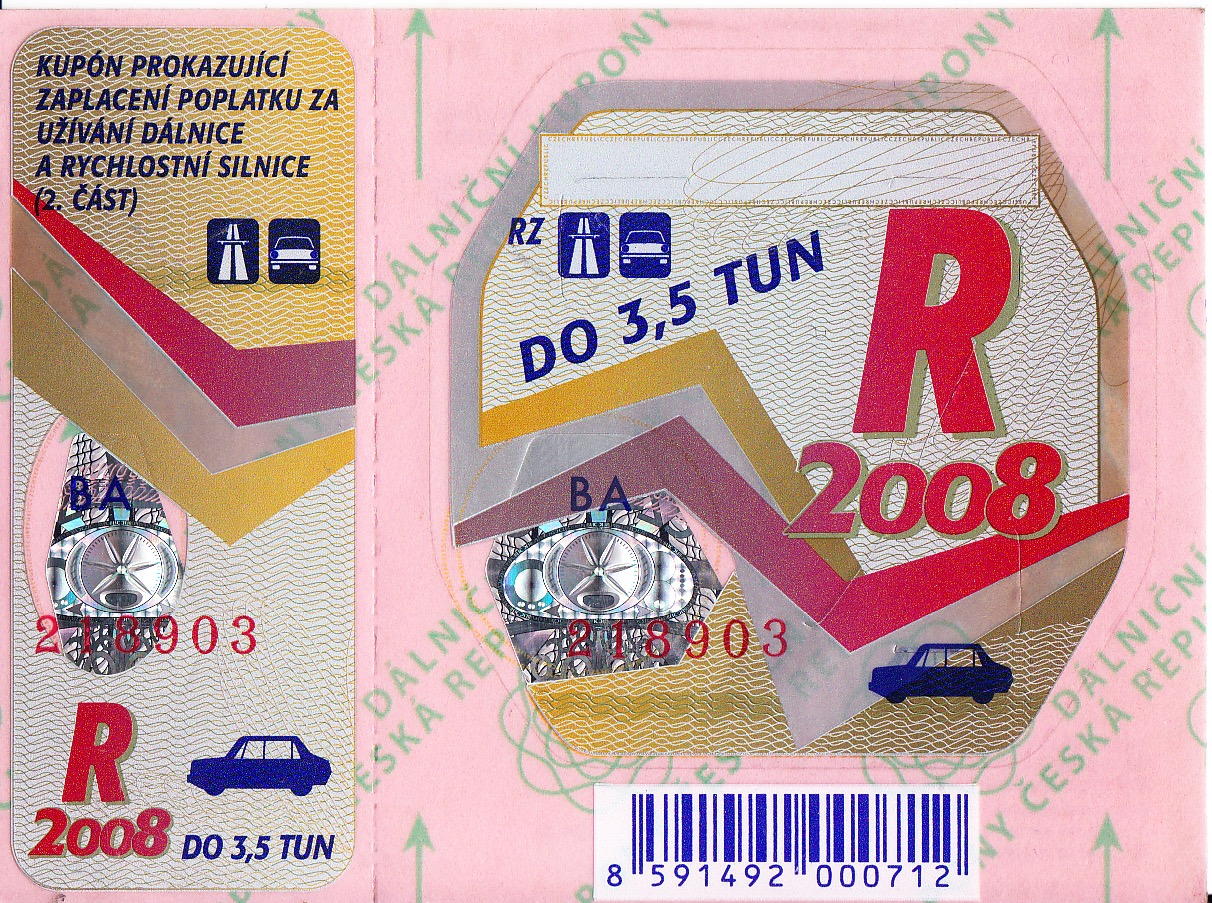 KUPÓN PROKAZUJÍCÍ
ZAPLACENÍ POPLATKU ZA
UŽÍVÁNÍ DÁLNICE
A RYCHLOSTNÍ SILNICE
(2. ČÁST)
BA
218903
R
2008
DO 3,5 TUN
RZ
DO 3,5 TUN
R
2008
BA
218903
8 591492 000712
DÁLNIČNÍ KUPONY
ČESKÁ REPUBLIKA